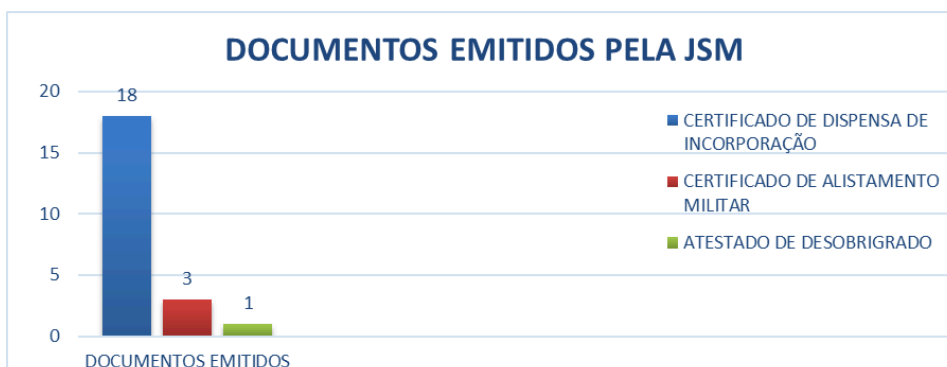 DOCUMENTOS EMITIDOS PELA JSM
20
18
15
10
5
0
3
1
DOCUMENTOS EMITIDOS
CERTIFICADO DE DISPENSA DE
INCORPORAÇÃO
CERTIFICADO DE ALISTAMENTO
MILITAR
ATESTADO DE DESOBRIGRADO